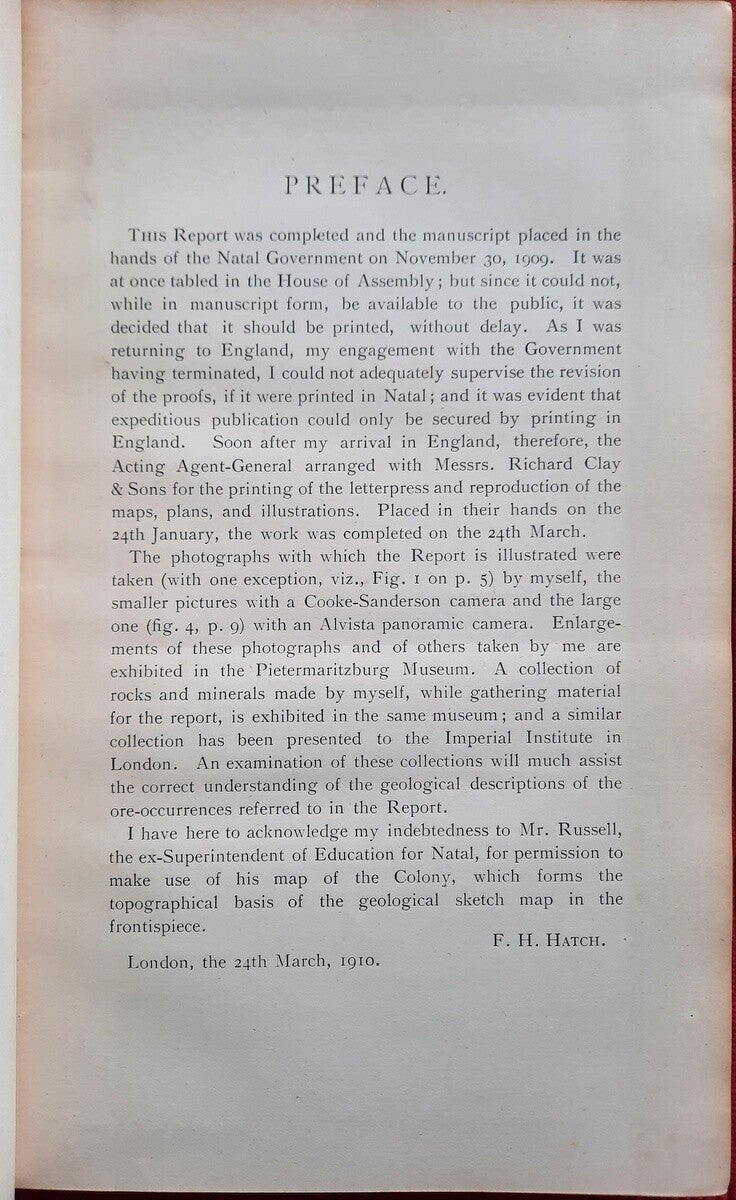 PREFACE.
THIS Report was completed and the manuscript placed in the
hands of the Natal Government on November 30, 1909. It was
at once tabled in the House of Assembly; but since it could not,
while in manuscript form, be available to the public, it was
decided that it should be printed, without delay. As I was
returning to England, my engagement with the Government
having terminated, I could not adequately supervise the revision
of the proofs, if it were printed in Natal; and it was evident that
expeditious publication could only be secured by printing in
England. Soon after my arrival in England, therefore, the
Acting Agent-General arranged with Messrs. Richard Clay
& Sons for the printing of the letterpress and reproduction of the
maps, plans, and illustrations. Placed in their hands on the
24th January, the work was completed on the 24th March.
The photographs with which the Report is illustrated were
taken (with one exception, viz., Fig. 1 on p. 5) by myself, the
smaller pictures with a Cooke-Sanderson camera and the large
one (fig. 4, p. 9) with an Alvista panoramic camera. Enlarge-
ments of these photographs and of others taken by me are
exhibited in the Pietermaritzburg Museum. A collection of
rocks and minerals made by myself, while gathering material
for the report, is exhibited in the same museum; and a similar
collection has been presented to the Imperial Institute in
London. An examination of these collections will much assist
the correct understanding of the geological descriptions of the
ore-occurrences referred to in the Report.
I have here to acknowledge my indebtedness to Mr. Russell,
the ex-Superintendent of Education for Natal, for permission to
make use of his map of the Colony, which forms the
topographical basis of the geological sketch map in the
frontispiece.
F. H. HATCH.
London, the 24th March, 1910.